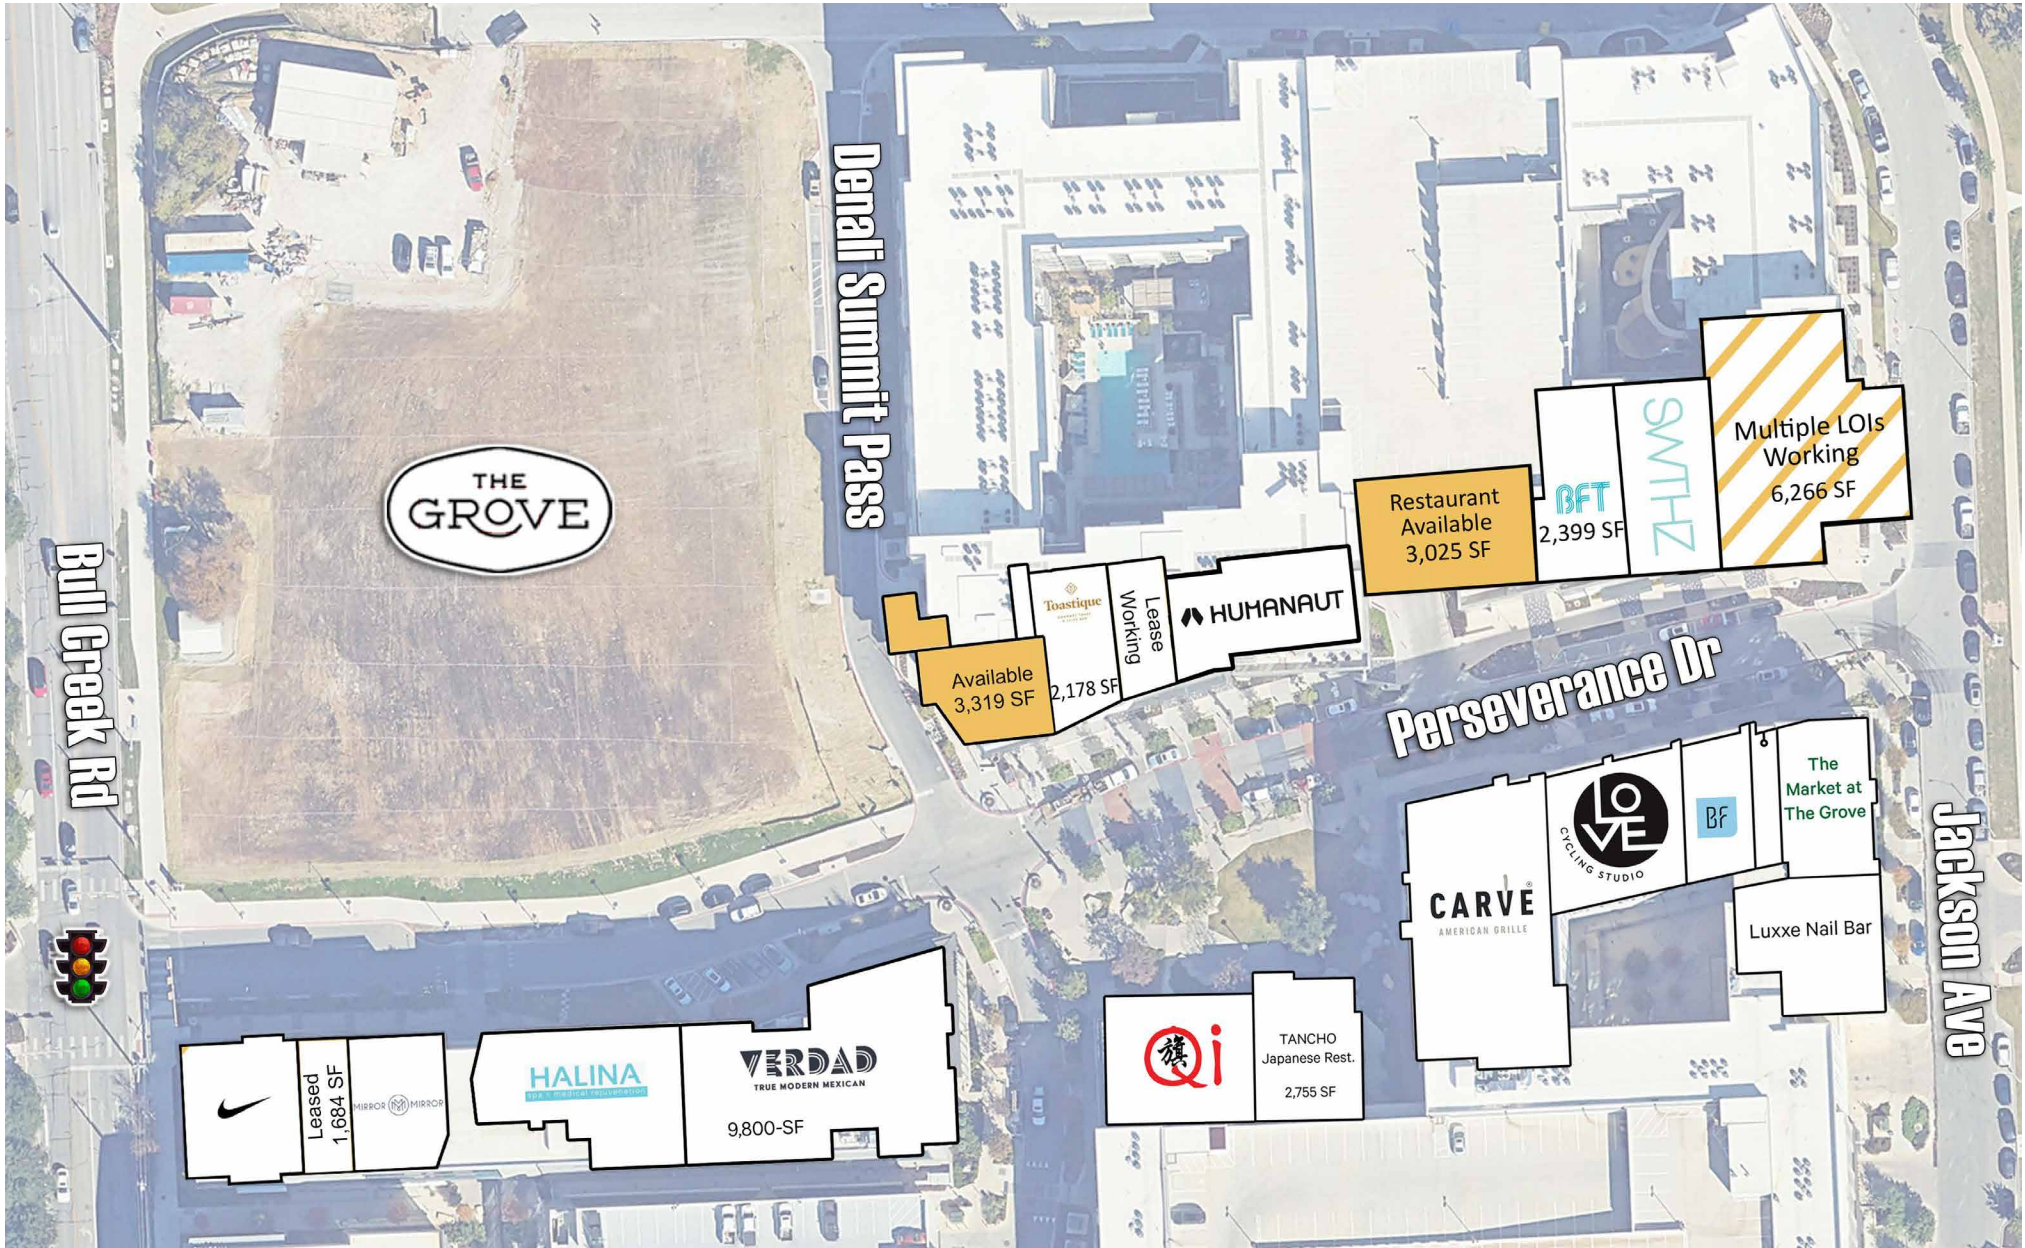 THE
GROVE
Bull Creek Rd
Denali Summit Pass
Perseverance Dr
Jackson Ave
Available
3,319 SF
Toastique
2,178 SF
Lease
Working
HUMANAUT
Restaurant
Available
3,025 SF
BFT
2,399 SF
SWTHZ
Multiple LOIs
Working
6,266 SF
CARVE
AMERICAN GRILLE
LOVE
CYCLING STUDIO
BF
The
Market at
The Grove
Luxxe Nail Bar
Leased
1,684 SF
MIRROR M MIRROR
HALINA
spa + medical rejuvenation
VERDAD
TRUE MODERN MEXICAN
9,800-SF
旗
Qi
TANCHO
Japanese Rest.
2,755 SF